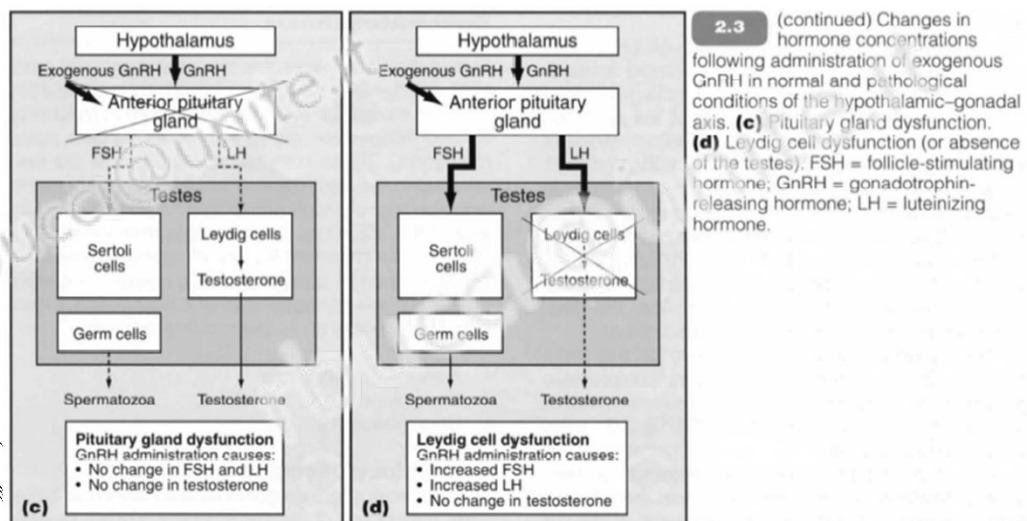 Hypothalamus
Exogenous GnRH GnRH
Anterior pituitary
gland
FSH LH
Testes
Sertoli
cells
Leydig cells
Testosterone
Germ cells
Spermatozoa Testosterone
Pituitary gland dysfunction
GnRH administration causes:
• No change in FSH and LH
• No change in testosterone
(c)
Hypothalamus
Exogenous GnRH GnRH
Anterior pituitary
gland
FSH LH
Testes
Sertoli
cells
Leydig cells
Testosterone
Germ cells
Spermatozoa Testosterone
Leydig cell dysfunction
GnRH administration causes:
• Increased FSH
• Increased LH
• No change in testosterone
(d)
2.3 (continued) Changes in
hormone concentrations
following administration of exogenous
GnRH in normal and pathological
conditions of the hypothalamic–gonadal
axis. (c) Pituitary gland dysfunction.
(d) Leydig cell dysfunction (or absence
of the testes). FSH = follicle-stimulating
hormone; GnRH = gonadotrophin-
releasing hormone; LH = luteinizing
hormone.